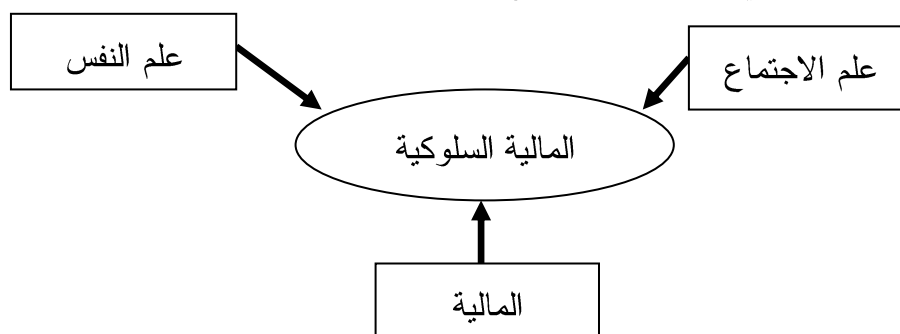 علم الاجتماع
علم النفس
المالية السلوكية
المالية